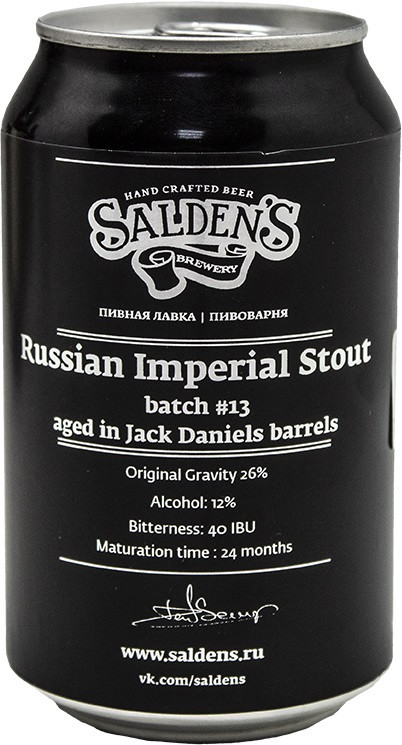 HAND CRAFTED BEER
SALDEN'S
BREWERY
ПИВНАЯ ЛАВКА | ПИВОВАРНЯ
Russian Imperial Stout
batch #13
aged in Jack Daniels barrels
Original Gravity 26%
Alcohol: 12%
Bitterness: 40 IBU
Maturation time : 24 months
www.saldens.ru
vk.com/saldens